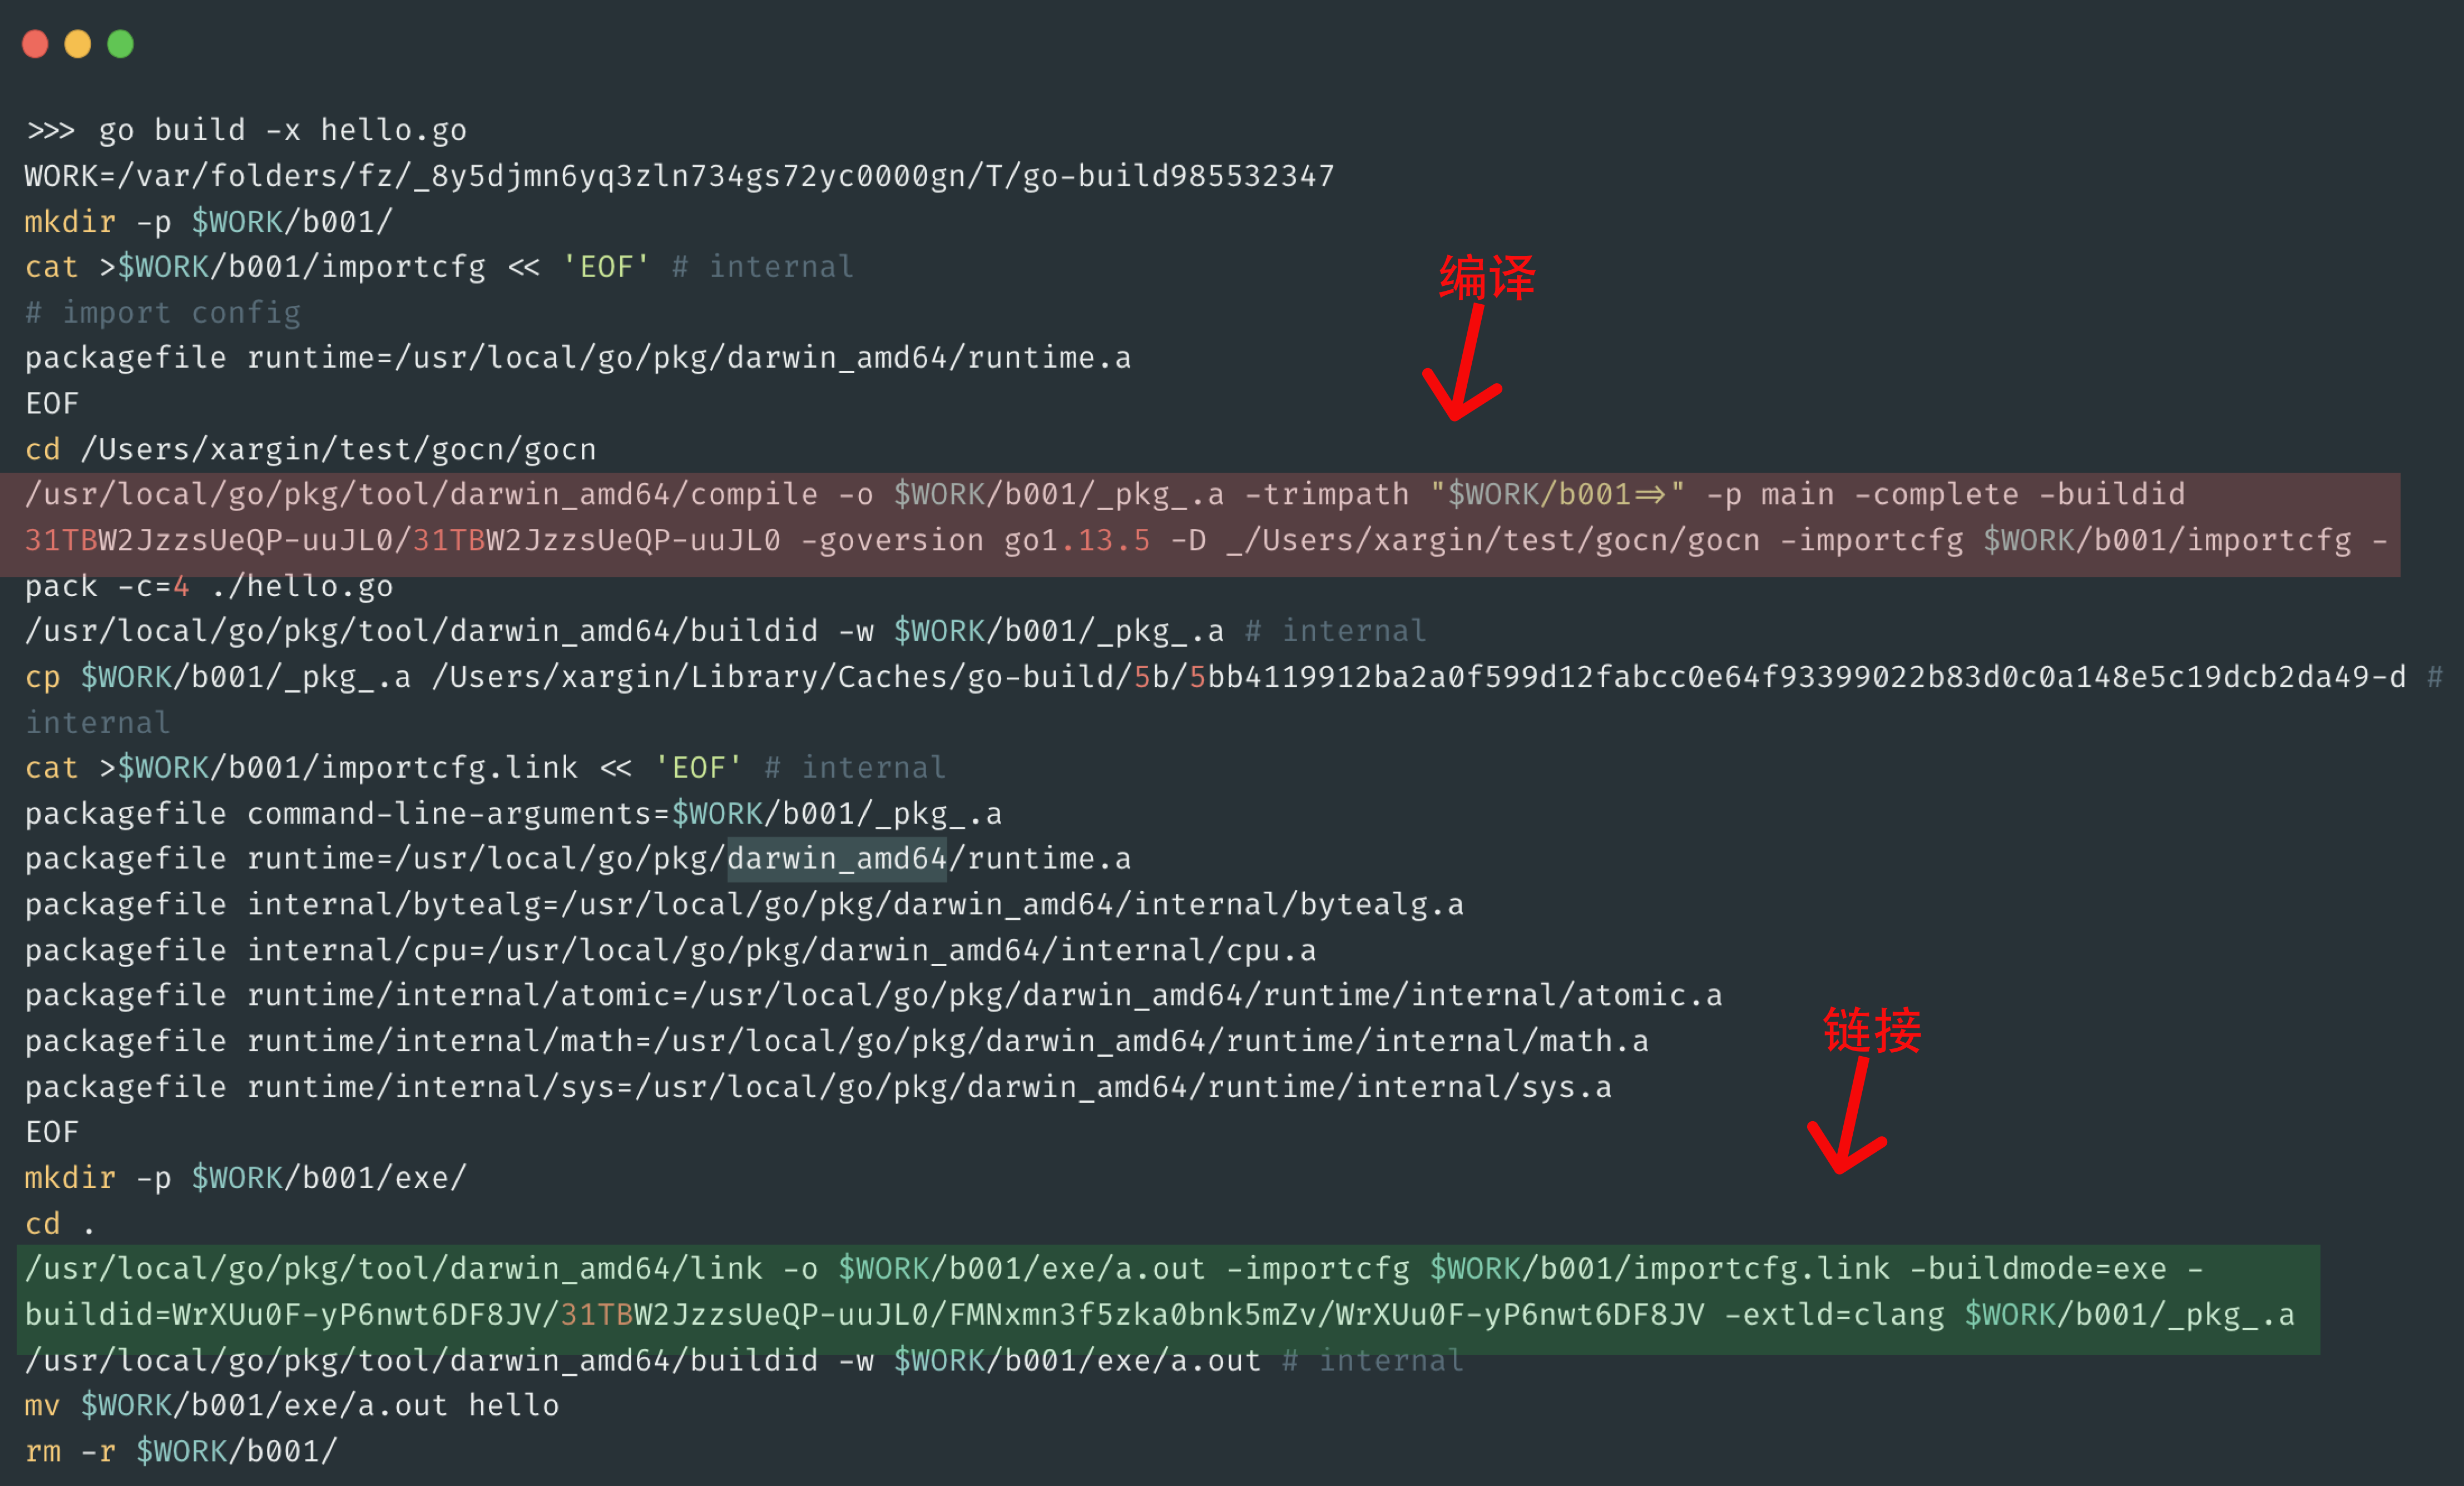 >>> go build -x hello.go
WORK=/var/folders/fz/_8y5djmn6yq3zln734gs72yc0000gn/T/go-build985532347
mkdir -p $WORK/b001/
cat >$WORK/b001/importcfg << 'EOF' # internal
编译
# import config
packagefile runtime=/usr/local/go/pkg/darwin_amd64/runtime.a
EOF
cd /Users/xargin/test/gocn/gocn
/usr/local/go/pkg/tool/darwin_amd64/compile -o $WORK/b001/_pkg_.a -trimpath "$WORK/b001=>" -p main -complete -buildid
31TBW2JzzsUeQP-uuJL0/31TBW2JzzsUeQP-uuJL0 -goversion go1.13.5 -D _/Users/xargin/test/gocn/gocn -importcfg $WORK/b001/importcfg -
pack -c=4 ./hello.go
/usr/local/go/pkg/tool/darwin_amd64/buildid -w $WORK/b001/_pkg_.a # internal
cp $WORK/b001/_pkg_.a /Users/xargin/Library/Caches/go-build/5b/5bb4119912ba2a0f599d12fabcc0e64f93399022b83d0c0a148e5c19dcb2da49-d #
internal
cat >$WORK/b001/importcfg.link << 'EOF' # internal
packagefile command-line-arguments=$WORK/b001/_pkg_.a
packagefile runtime=/usr/local/go/pkg/darwin_amd64/runtime.a
packagefile internal/bytealg=/usr/local/go/pkg/darwin_amd64/internal/bytealg.a
packagefile internal/cpu=/usr/local/go/pkg/darwin_amd64/internal/cpu.a
packagefile runtime/internal/atomic=/usr/local/go/pkg/darwin_amd64/runtime/internal/atomic.a
packagefile runtime/internal/math=/usr/local/go/pkg/darwin_amd64/runtime/internal/math.a
链接
packagefile runtime/internal/sys=/usr/local/go/pkg/darwin_amd64/runtime/internal/sys.a
EOF
mkdir -p $WORK/b001/exe/
cd .
/usr/local/go/pkg/tool/darwin_amd64/link -o $WORK/b001/exe/a.out -importcfg $WORK/b001/importcfg.link -buildmode=exe -
buildid=WrXUu0F-yP6nwt6DF8JV/31TBW2JzzsUeQP-uuJL0/FMNxmn3f5zka0bnk5mZv/WrXUu0F-yP6nwt6DF8JV -extld=clang $WORK/b001/_pkg_.a
/usr/local/go/pkg/tool/darwin_amd64/buildid -w $WORK/b001/exe/a.out # internal
mv $WORK/b001/exe/a.out hello
rm -r $WORK/b001/